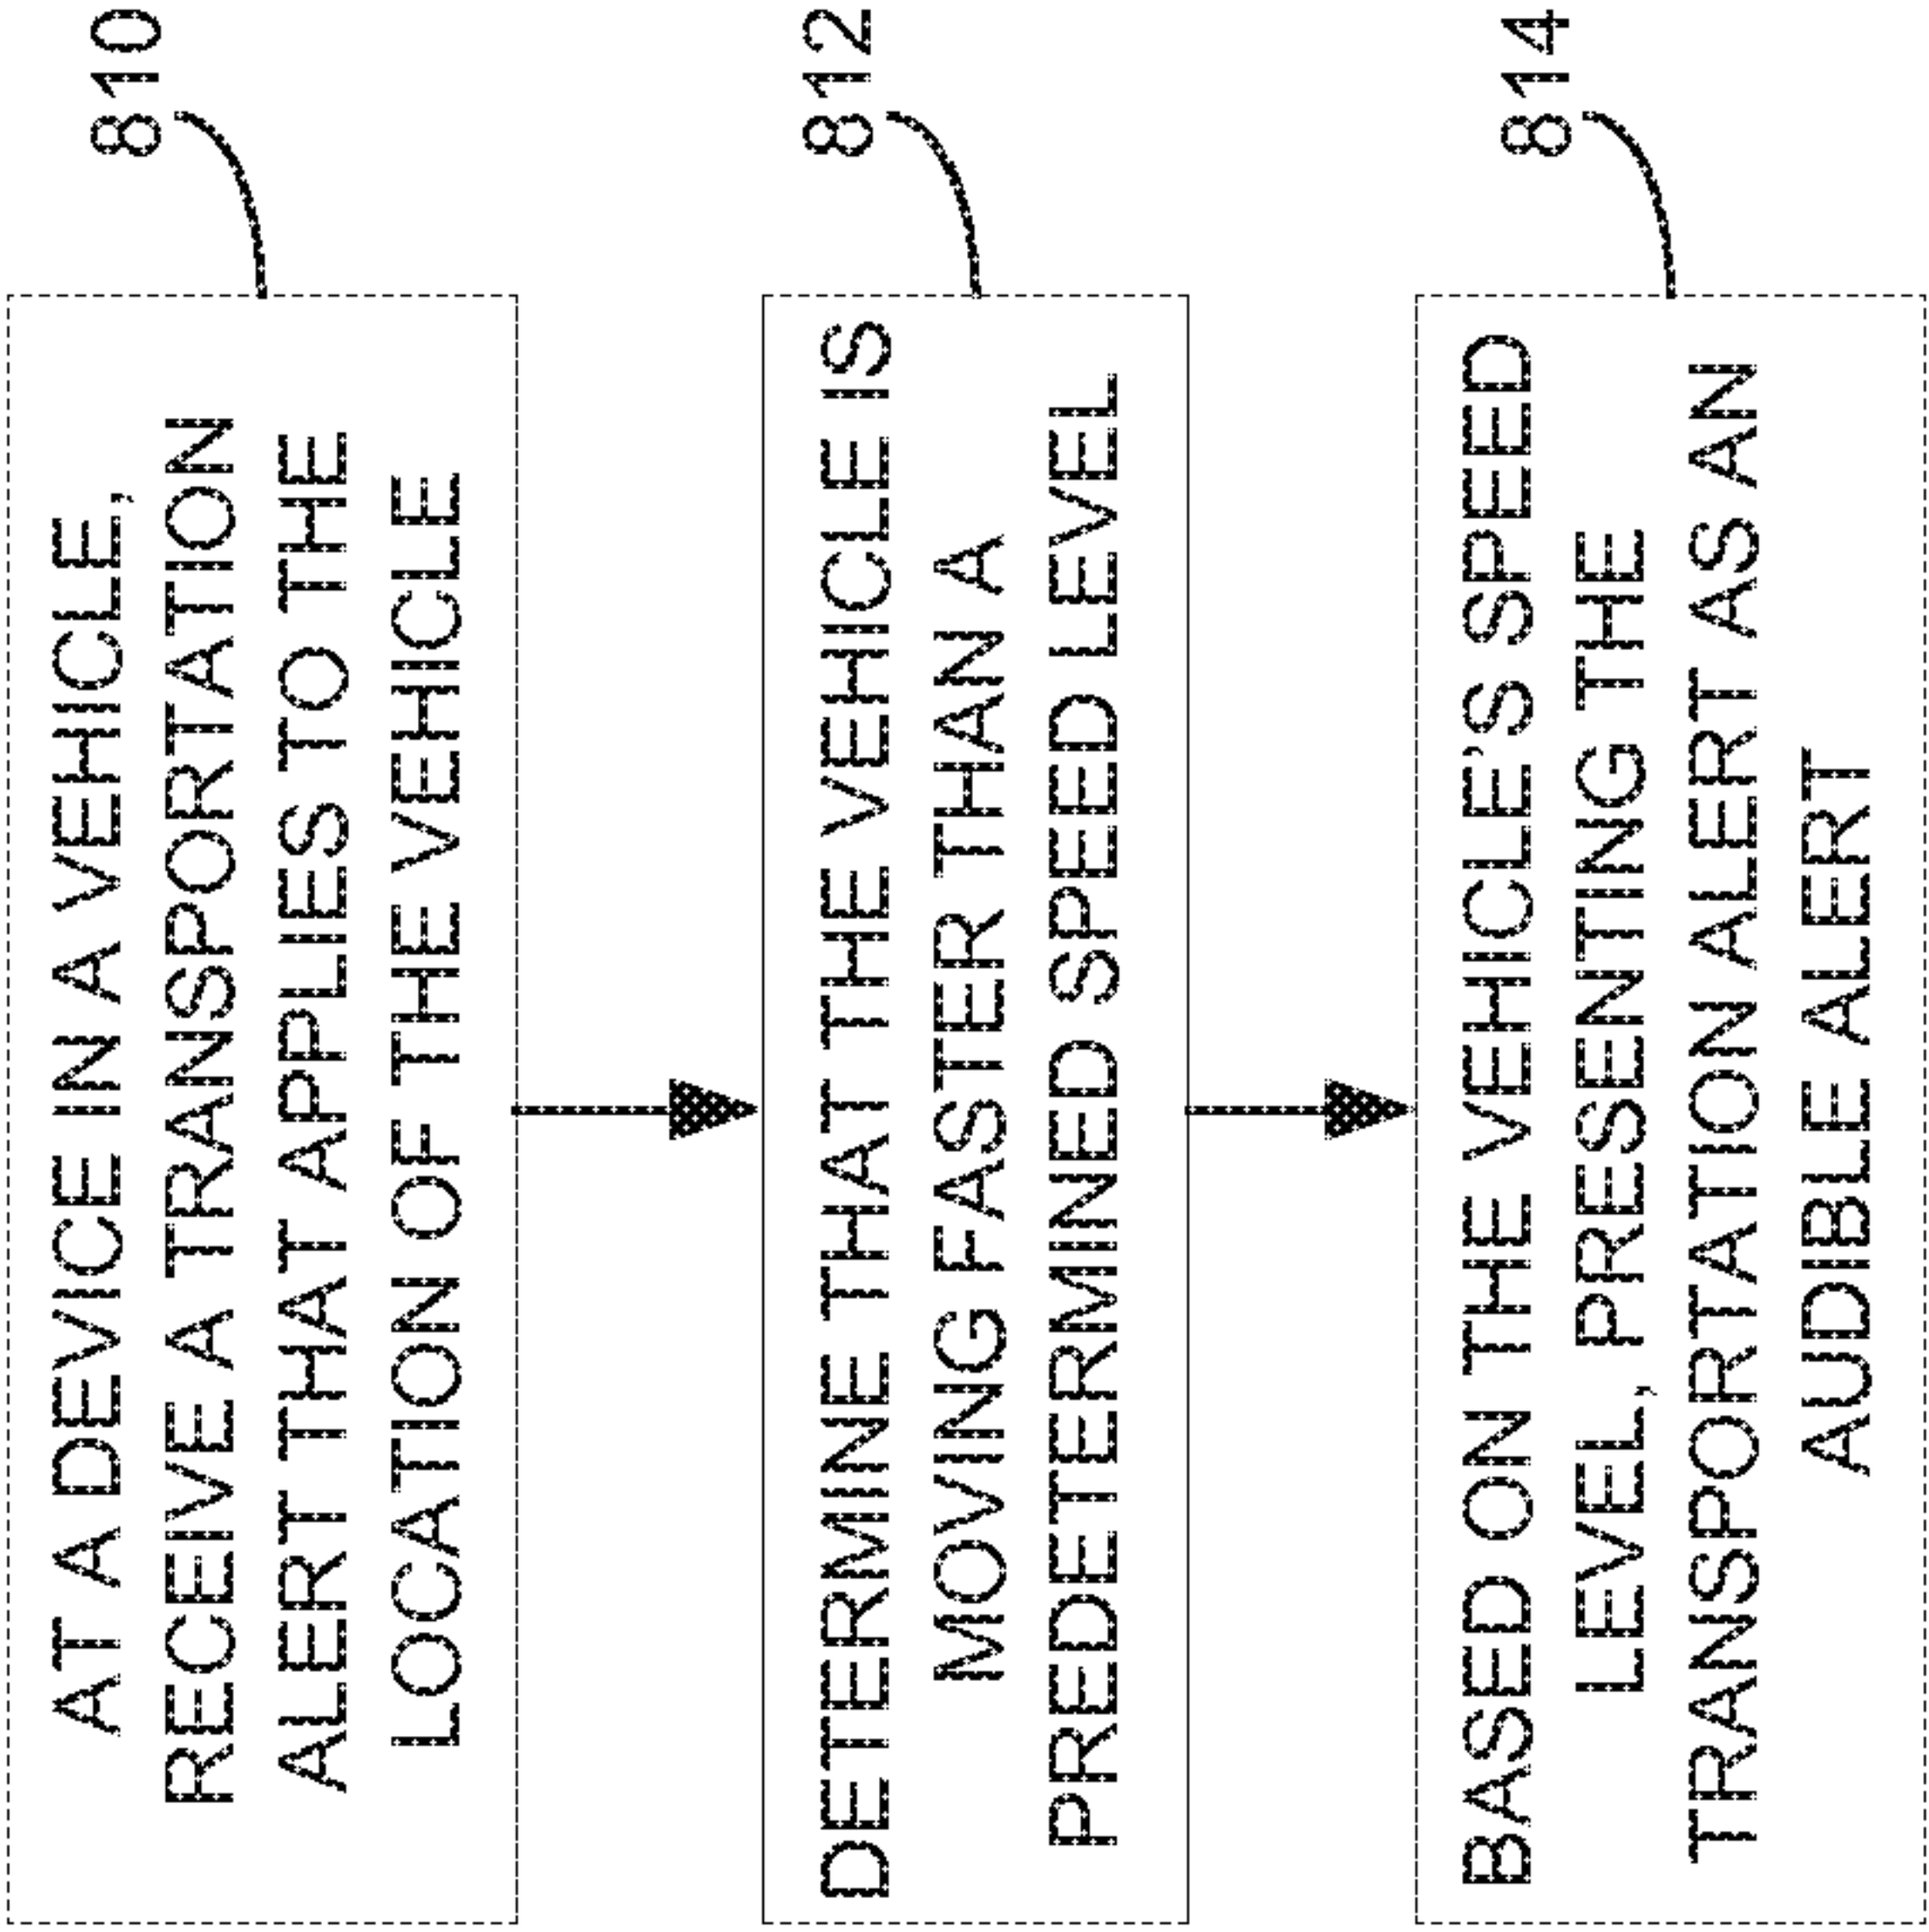 AT A DEVICE IN A VEHICLE,
RECEIVE A TRANSPORTATION
ALERT THAT APPLIES TO THE
LOCATION OF THE VEHICLE
810
DETERMINE THAT THE VEHICLE IS
MOVING FASTER THAN A
PREDETERMINED SPEED LEVEL
812
BASED ON THE VEHICLE'S SPEED
LEVEL, PRESENTING THE
TRANSPORTATION ALERT AS AN
AUDIBLE ALERT
814